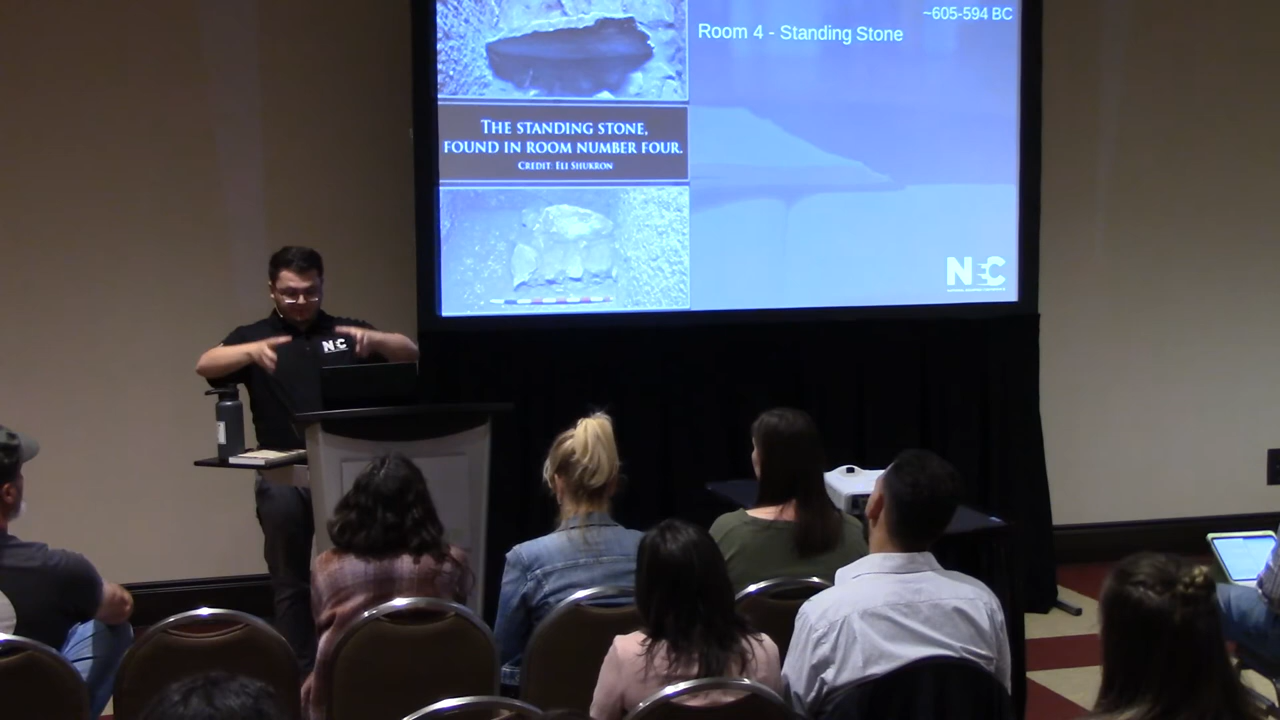 ~605-594 BC
Room 4 - Standing Stone
THE STANDING STONE,
FOUND IN ROOM NUMBER FOUR.
CREDIT: ELI SHUKRON
NEC
NEC